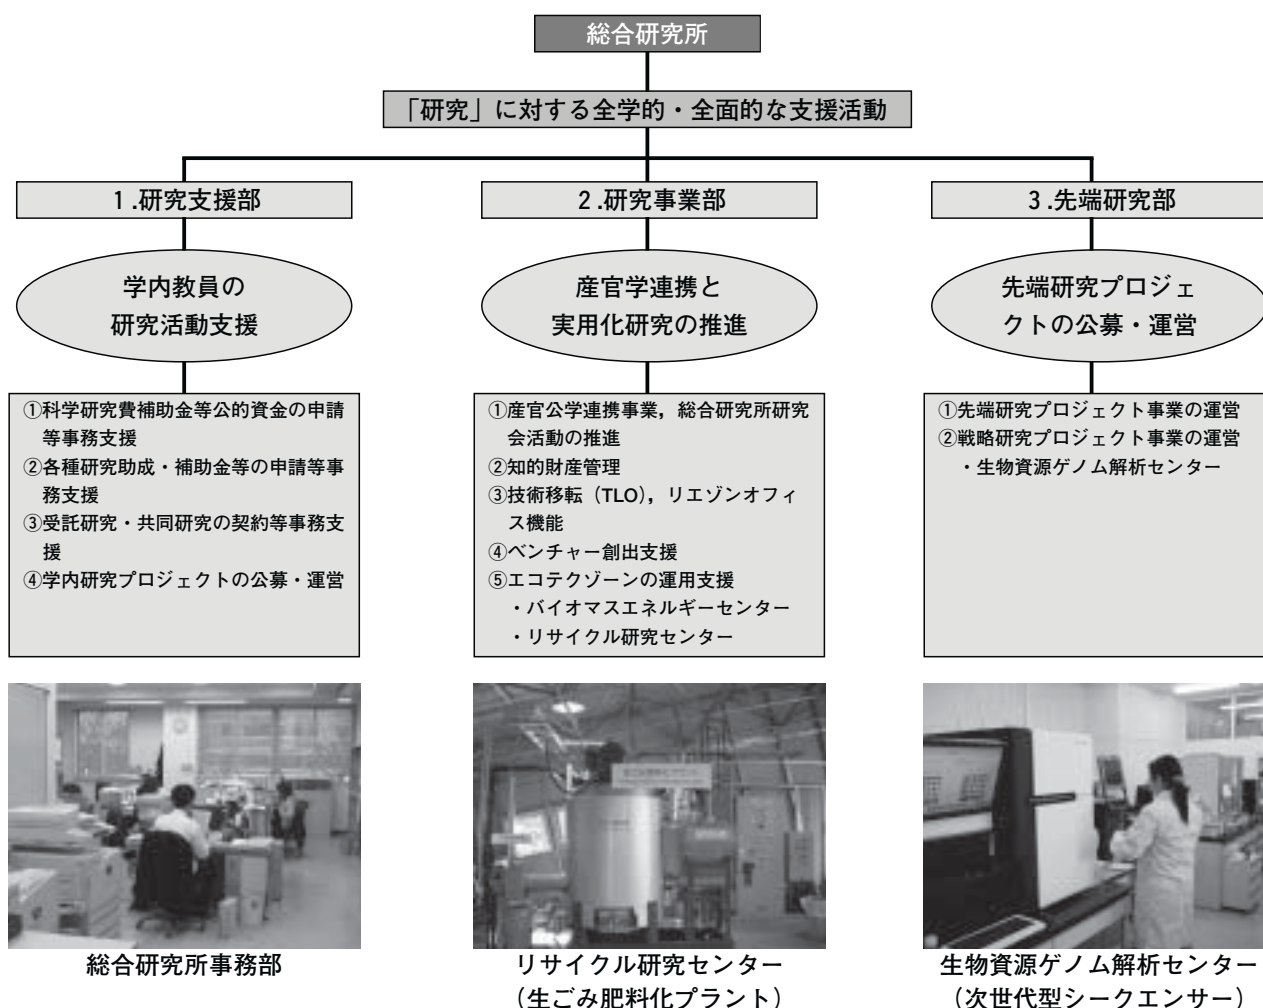 総合研究所
「研究」に対する全学的・全面的な支援活動
1.研究支援部
学内教員の
研究活動支援
①科学研究費補助金等公的資金の申請
等事務支援
②各種研究助成・補助金等の申請等事
務支援
③受託研究・共同研究の契約等事務支
援
④学内研究プロジェクトの公募・運営
総合研究所事務部
2.研究事業部
産官学連携と
実用化研究の推進
①産官公学連携事業，総合研究所研究
会活動の推進
②知的財産管理
③技術移転（TLO），リエゾンオフィ
ス機能
④ベンチャー創出支援
⑤エコテクゾーンの運用支援
・バイオマスエネルギーセンター
・リサイクル研究センター
リサイクル研究センター
（生ごみ肥料化プラント）
3.先端研究部
先端研究プロジェ
クトの公募・運営
①先端研究プロジェクト事業の運営
②戦略研究プロジェクト事業の運営
・生物資源ゲノム解析センター
生物資源ゲノム解析センター
（次世代型シークエンサー）